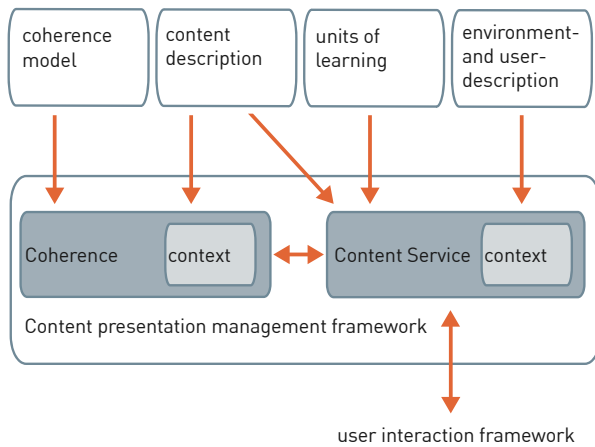 coherence
model
content
description
units of
learning
environment-
and user-
description
Coherence
context
Content Service
context
Content presentation management framework
user interaction framework